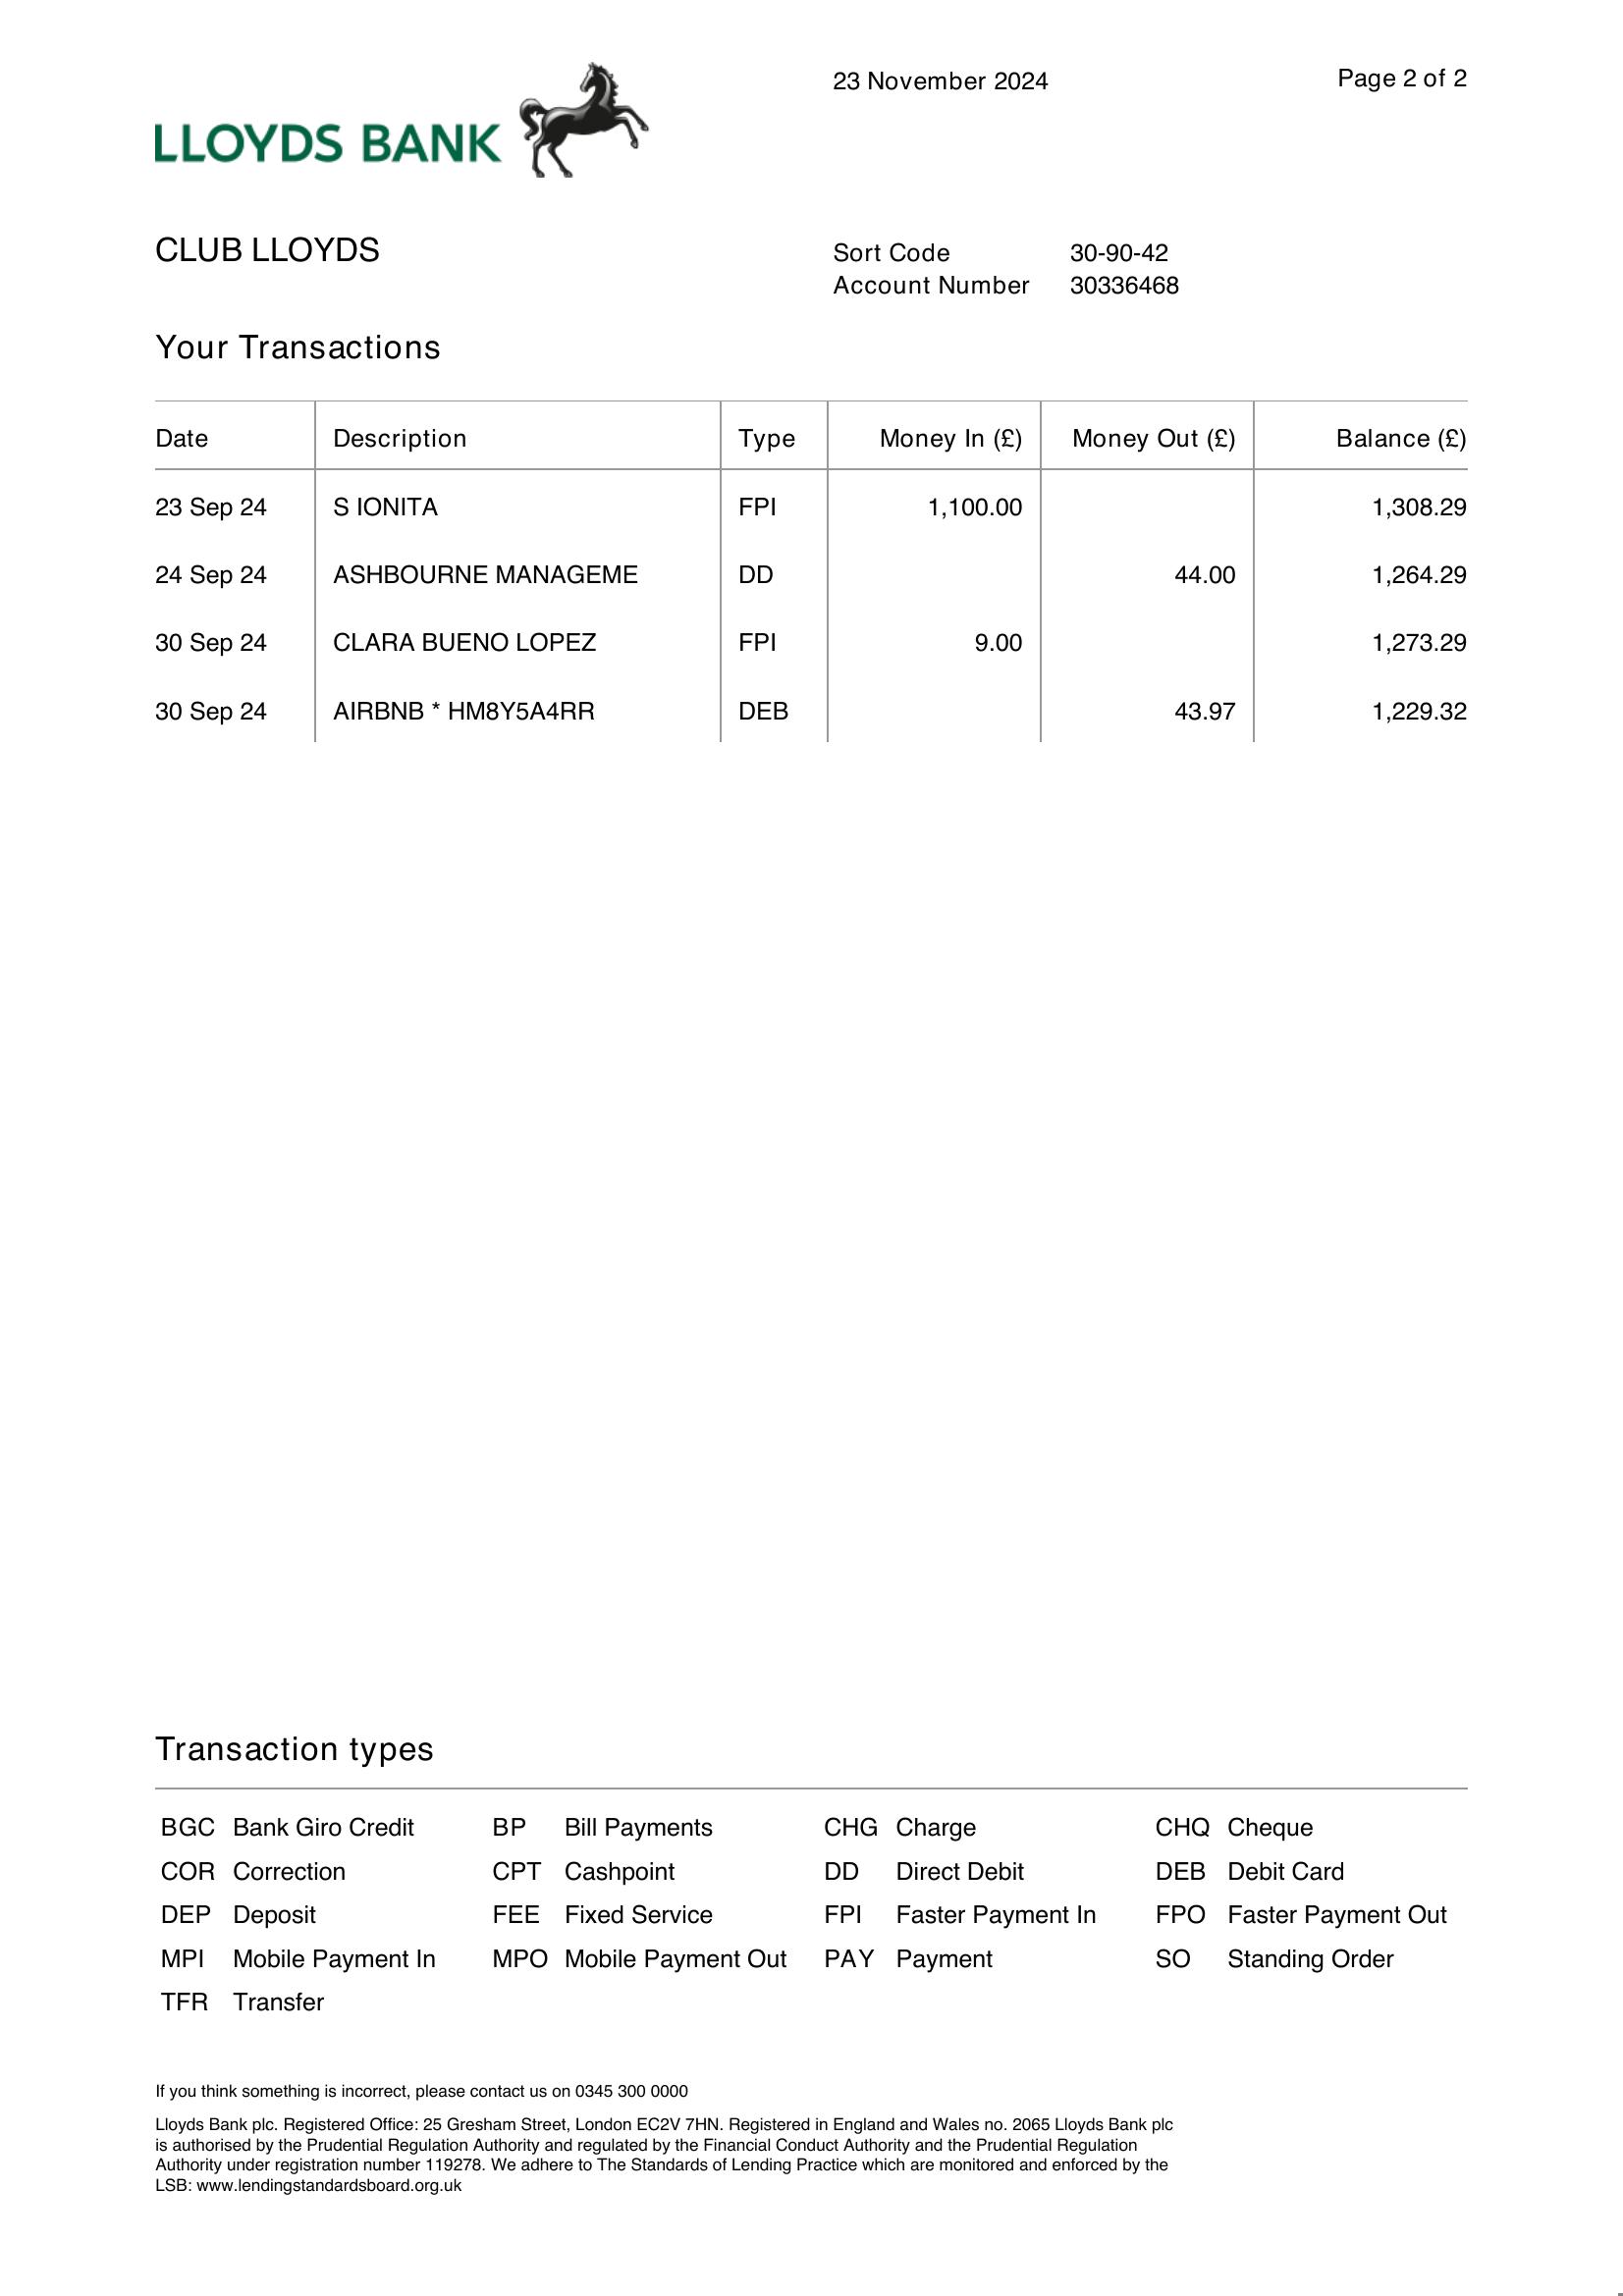 23 November 2024 Page 2 of 2
LLOYDS BANK
CLUB LLOYDS Sort Code 30-90-42
Account Number 30336468
Your Transactions
Date Description Type Money In (£) Money Out (£) Balance (£)
23 Sep 24 S IONITA FPI 1,100.00 1,308.29
24 Sep 24 ASHBOURNE MANAGEME DD 44.00 1,264.29
30 Sep 24 CLARA BUENO LOPEZ FPI 9.00 1,273.29
30 Sep 24 AIRBNB * HM8Y5A4RR DEB 43.97 1,229.32
Transaction types
BGC Bank Giro Credit BP Bill Payments CHG Charge CHQ Cheque
COR Correction CPT Cashpoint DD Direct Debit DEB Debit Card
DEP Deposit FEE Fixed Service FPI Faster Payment In FPO Faster Payment Out
MPI Mobile Payment In MPO Mobile Payment Out PAY Payment SO Standing Order
TFR Transfer
If you think something is incorrect, please contact us on 0345 300 0000
Lloyds Bank plc. Registered Office: 25 Gresham Street, London EC2V 7HN. Registered in England and Wales no. 2065 Lloyds Bank plc
is authorised by the Prudential Regulation Authority and regulated by the Financial Conduct Authority and the Prudential Regulation
Authority under registration number 119278. We adhere to The Standards of Lending Practice which are monitored and enforced by the
LSB: www.lendingstandardsboard.org.uk